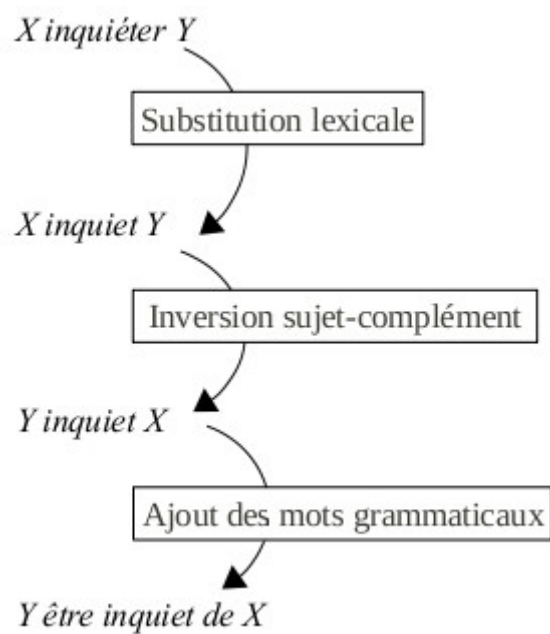 X inquiéter Y
Substitution lexicale
X inquiet Y
Inversion sujet-complément
Y inquiet X
Ajout des mots grammaticaux
Y être inquiet de X